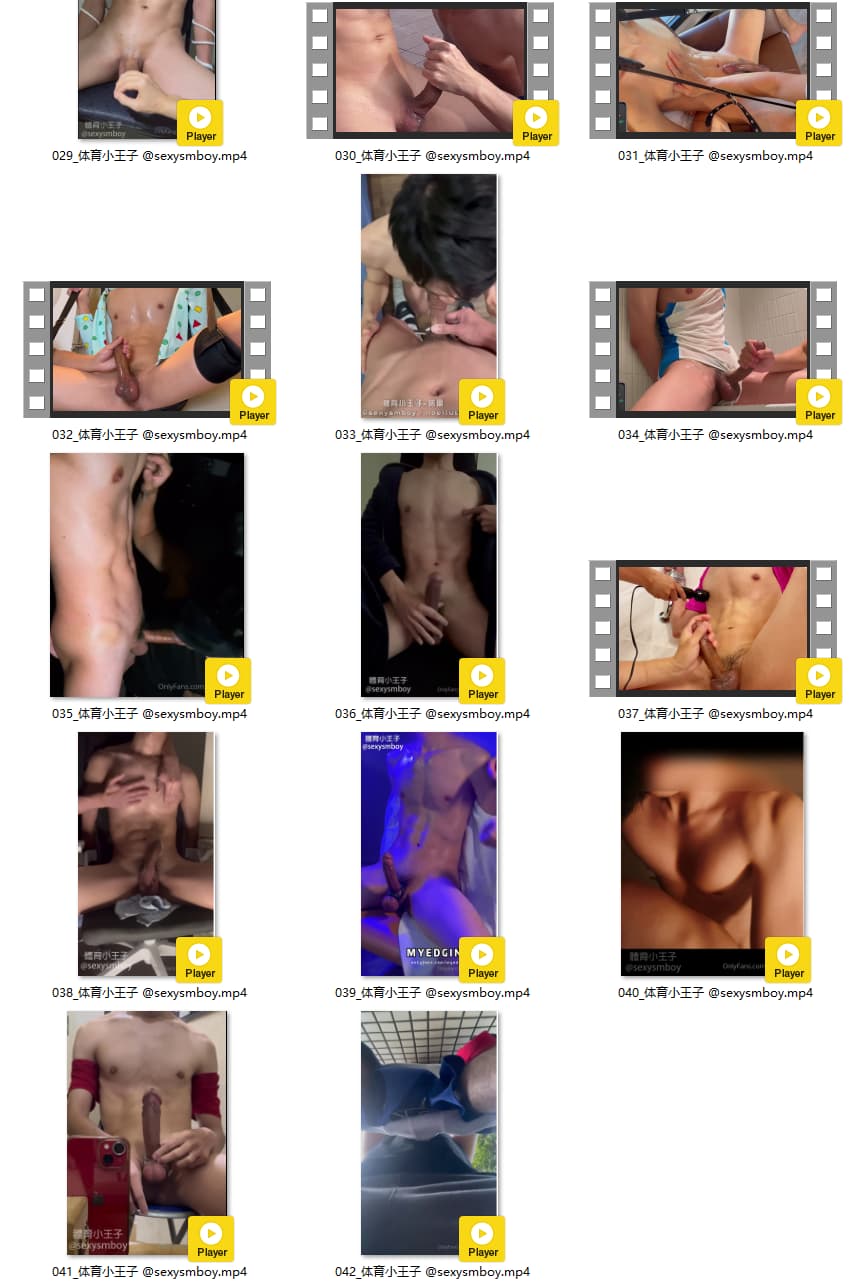 體育小王子
@sexysmboy
Player
Player
Player
029_体育小王子 @sexysmboy.mp4
030_体育小王子 @sexysmboy.mp4
031_体育小王子 @sexysmboy.mp4
Player
Player
Player
032_体育小王子 @sexysmboy.mp4
033_体育小王子 @sexysmboy.mp4
034_体育小王子 @sexysmboy.mp4
OnlyFans.com
體育小王子
@sexysmboy
Player
Player
Player
035_体育小王子 @sexysmboy.mp4
036_体育小王子 @sexysmboy.mp4
037_体育小王子 @sexysmboy.mp4
體育小王子
@sexysmboy
體育小王子
@sexysmboy
MYEDGIN
體育小王子
@sexysmboy
OnlyFans.com
Player
Player
Player
038_体育小王子 @sexysmboy.mp4
039_体育小王子 @sexysmboy.mp4
040_体育小王子 @sexysmboy.mp4
體育小王子
@sexysmboy
Player
Player
041_体育小王子 @sexysmboy.mp4
042_体育小王子 @sexysmboy.mp4